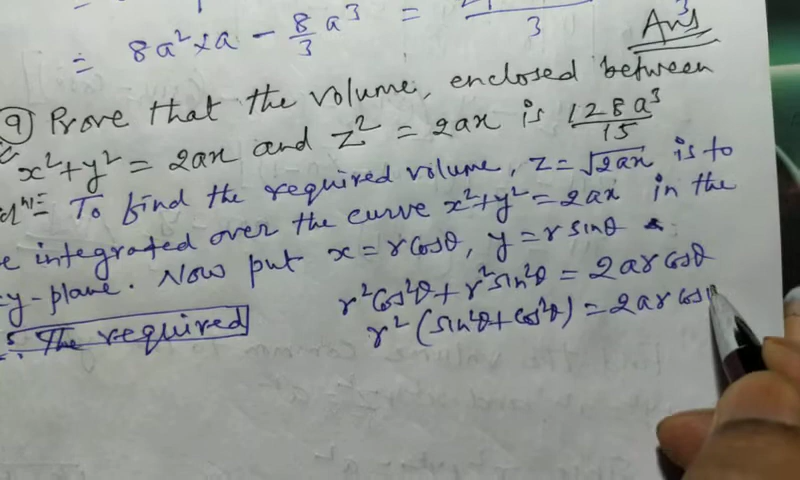 = 8a² × a − 8/3 a³ = 3
Ans
⑨ Prove that the volume, enclosed between
x²+y² = 2ax and z² = 2ax is 128a³/15
To find the required volume, z = √2ax is to
integrated over the curve x²+y² = 2ax in the
y-plane. Now put x = r cosθ, y = r sinθ
r²cos²θ + r²sin²θ = 2ar cosθ
r² (sin²θ + cos²θ) = 2ar cos
The required